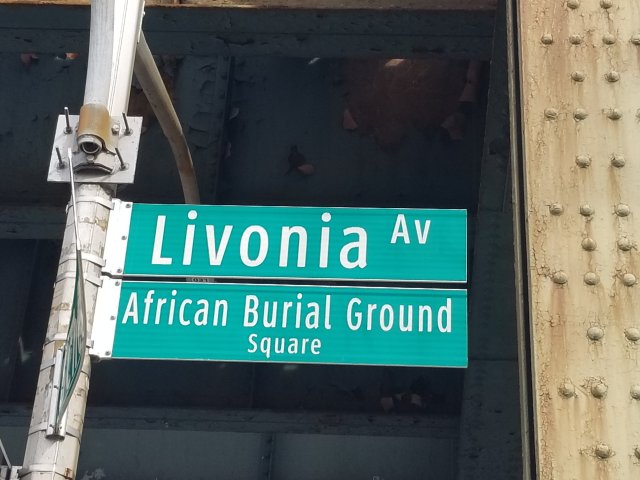 Livonia Av
African Burial Ground
Square